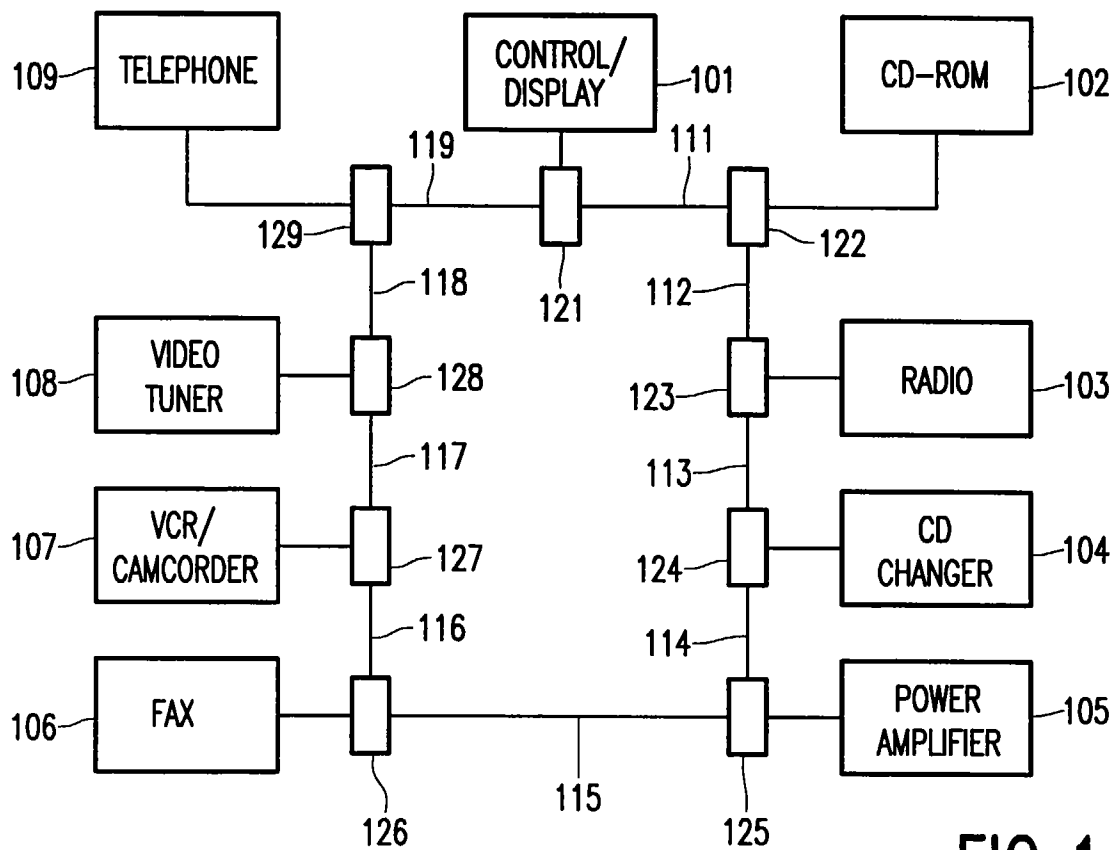 109
TELEPHONE
CONTROL/
DISPLAY
101
CD-ROM
102
119
111
129
121
122
118
112
108
VIDEO
TUNER
128
123
RADIO
103
117
113
107
VCR/
CAMCORDER
127
124
CD
CHANGER
104
116
114
106
FAX
126
115
125
POWER
AMPLIFIER
105
FIG. 1